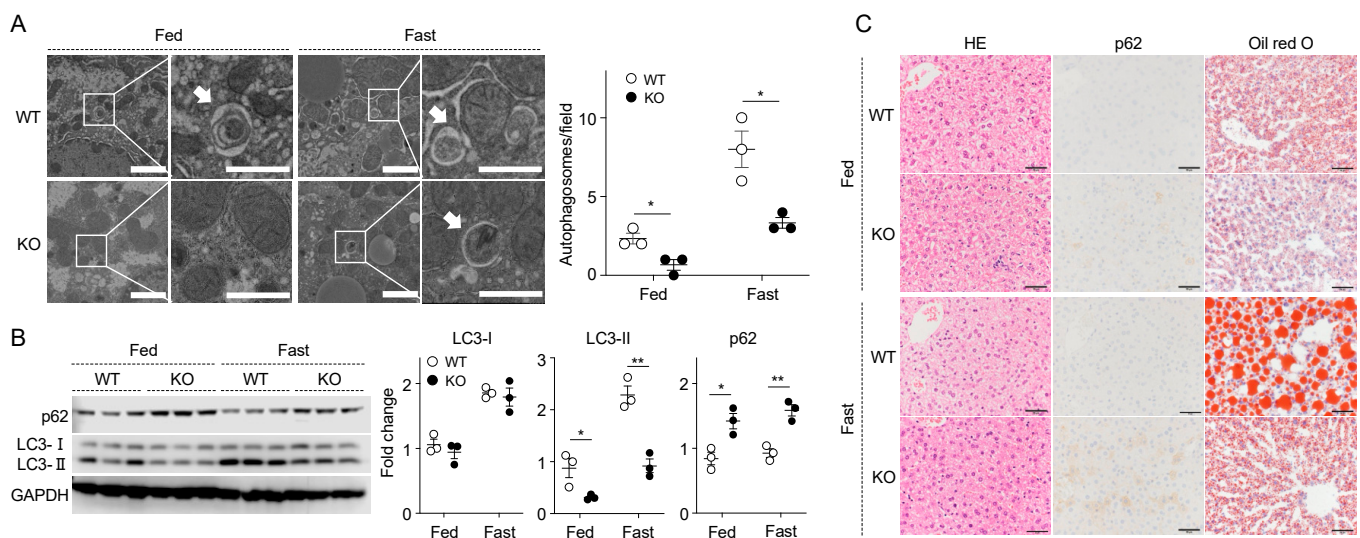 A
Fed
Fast
WT
KO
WT
KO
Autophagosomes/field
10
5
0
*
*
Fed
Fast
B
Fed
Fast
WT
KO
WT
KO
p62
LC3- I
LC3- II
GAPDH
Fold change
LC3-I
WT
KO
2
1
0
Fed
Fast
LC3-II
3
2
1
0
*
**
Fed
Fast
p62
2
1
0
*
**
Fed
Fast
C
HE
p62
Oil red O
Fed
WT
KO
Fast
WT
KO